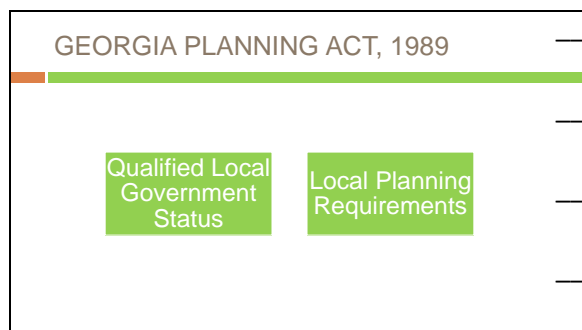 GEORGIA PLANNING ACT, 1989
Qualified Local
Government
Status
Local Planning
Requirements